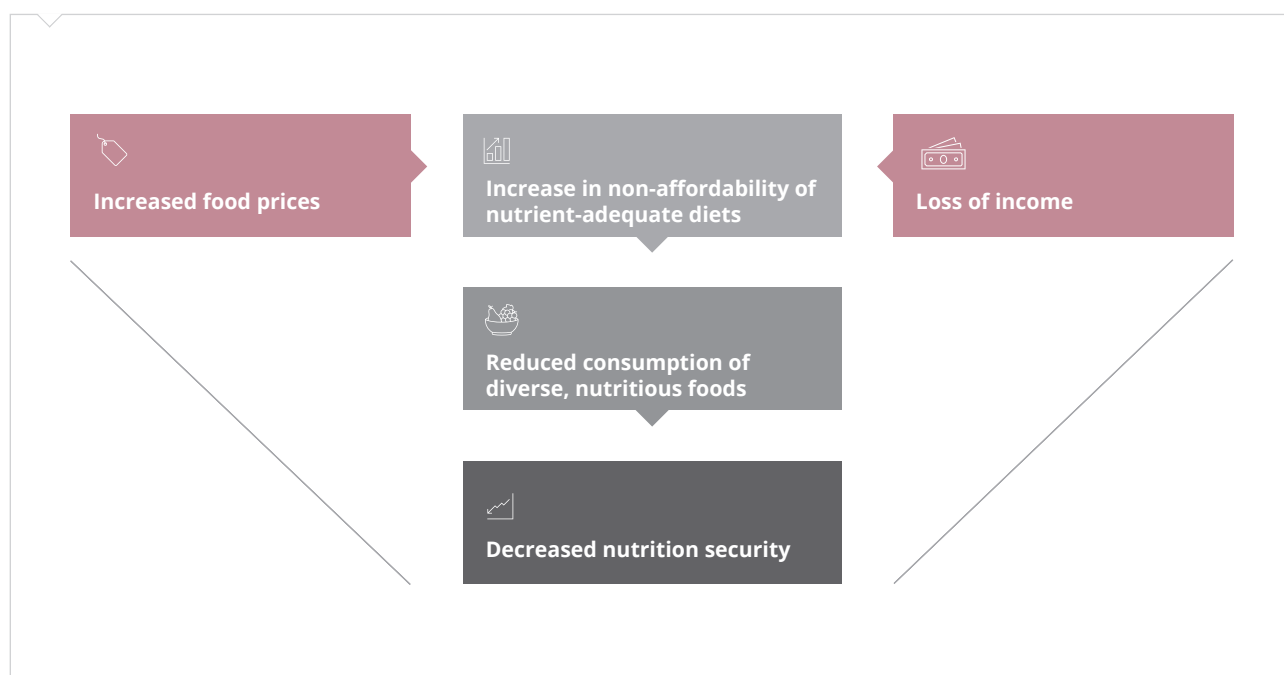 Increased food prices
Increase in non-affordability of
nutrient-adequate diets
Loss of income
Reduced consumption of
diverse, nutritious foods
Decreased nutrition security